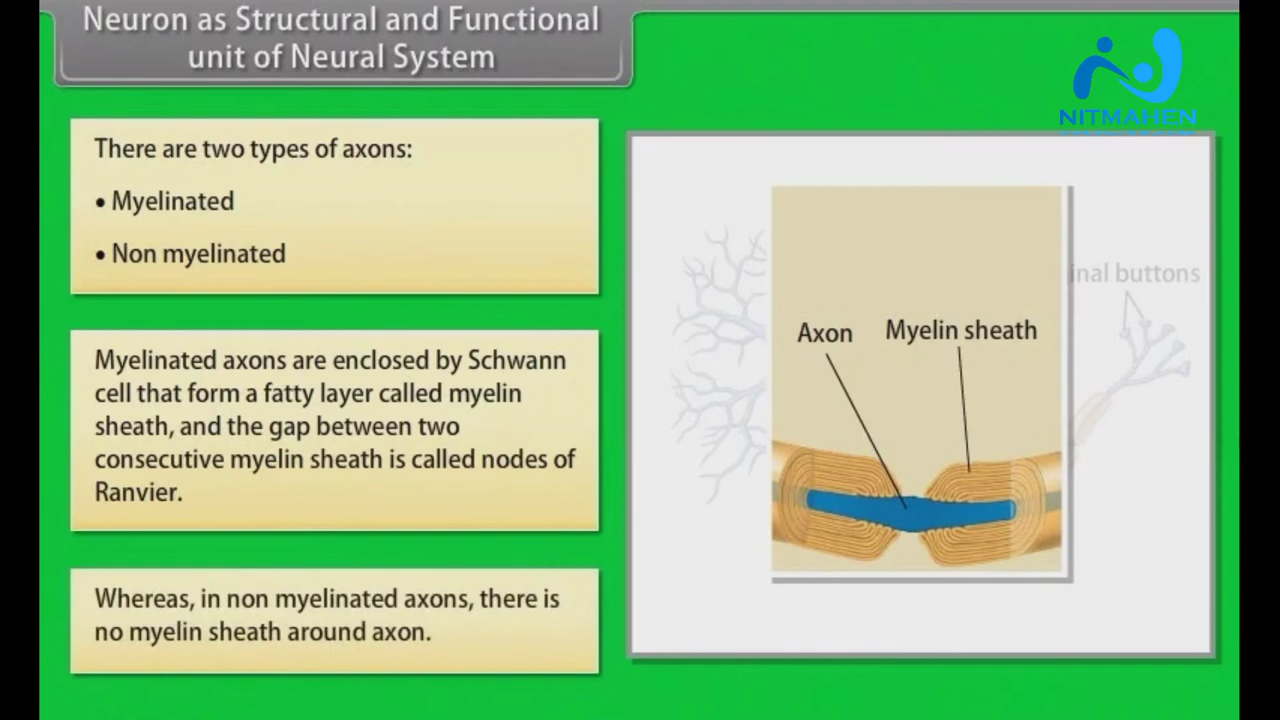 Neuron as Structural and Functional
unit of Neural System
NITMAHEN
There are two types of axons:
• Myelinated
• Non myelinated
Myelinated axons are enclosed by Schwann
cell that form a fatty layer called myelin
sheath, and the gap between two
consecutive myelin sheath is called nodes of
Ranvier.
Whereas, in non myelinated axons, there is
no myelin sheath around axon.
inal buttons
Axon
Myelin sheath